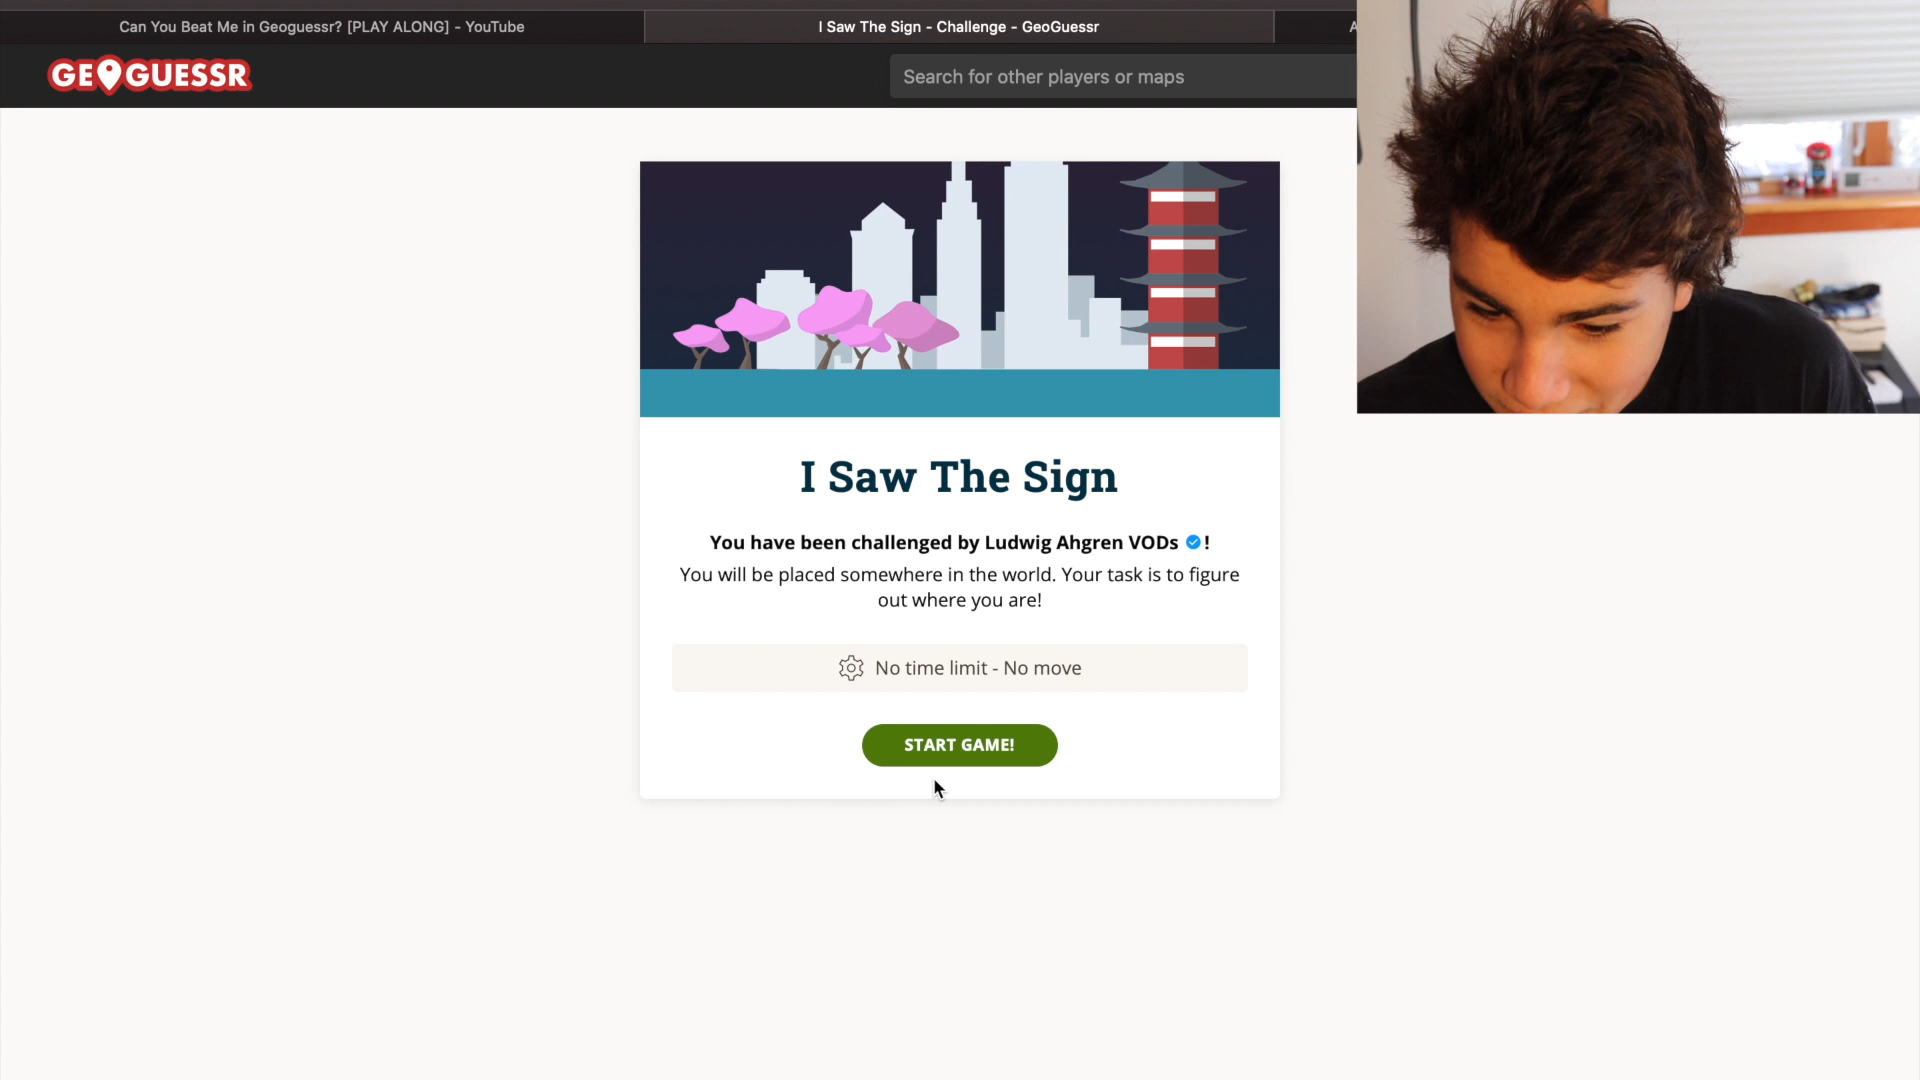 Can You Beat Me in Geoguessr? [PLAY ALONG] - YouTube
I Saw The Sign - Challenge - GeoGuessr
A
GEOGUESSR
Search for other players or maps
I Saw The Sign
You have been challenged by Ludwig Ahgren VODs !
You will be placed somewhere in the world. Your task is to figure
out where you are!
No time limit - No move
START GAME!